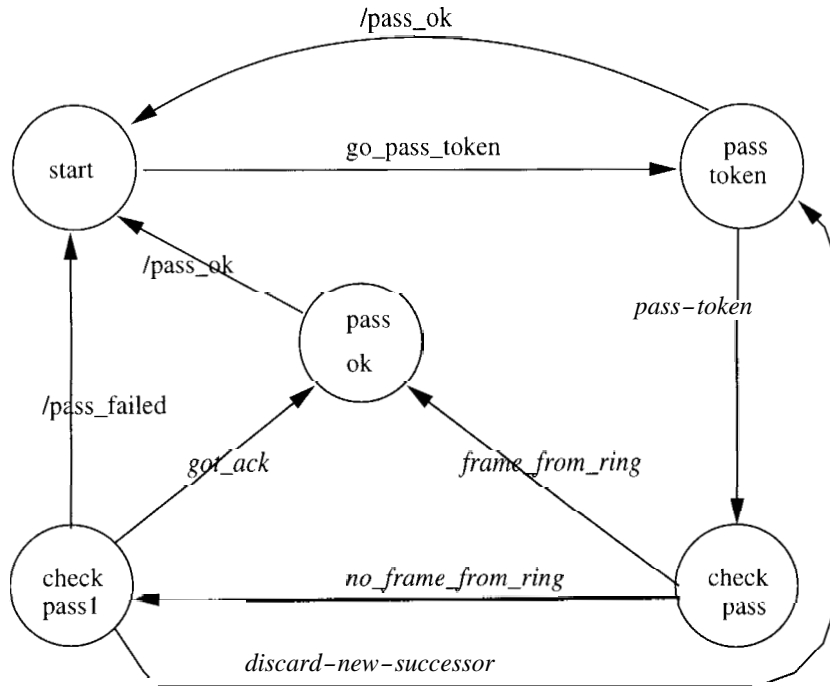 /pass_ok
start
go_pass_token
pass
token
/pass_ok
pass
ok
pass-token
/pass_failed
got_ack
frame_from_ring
check
pass1
no_frame_from_ring
check
pass
discard-new-successor